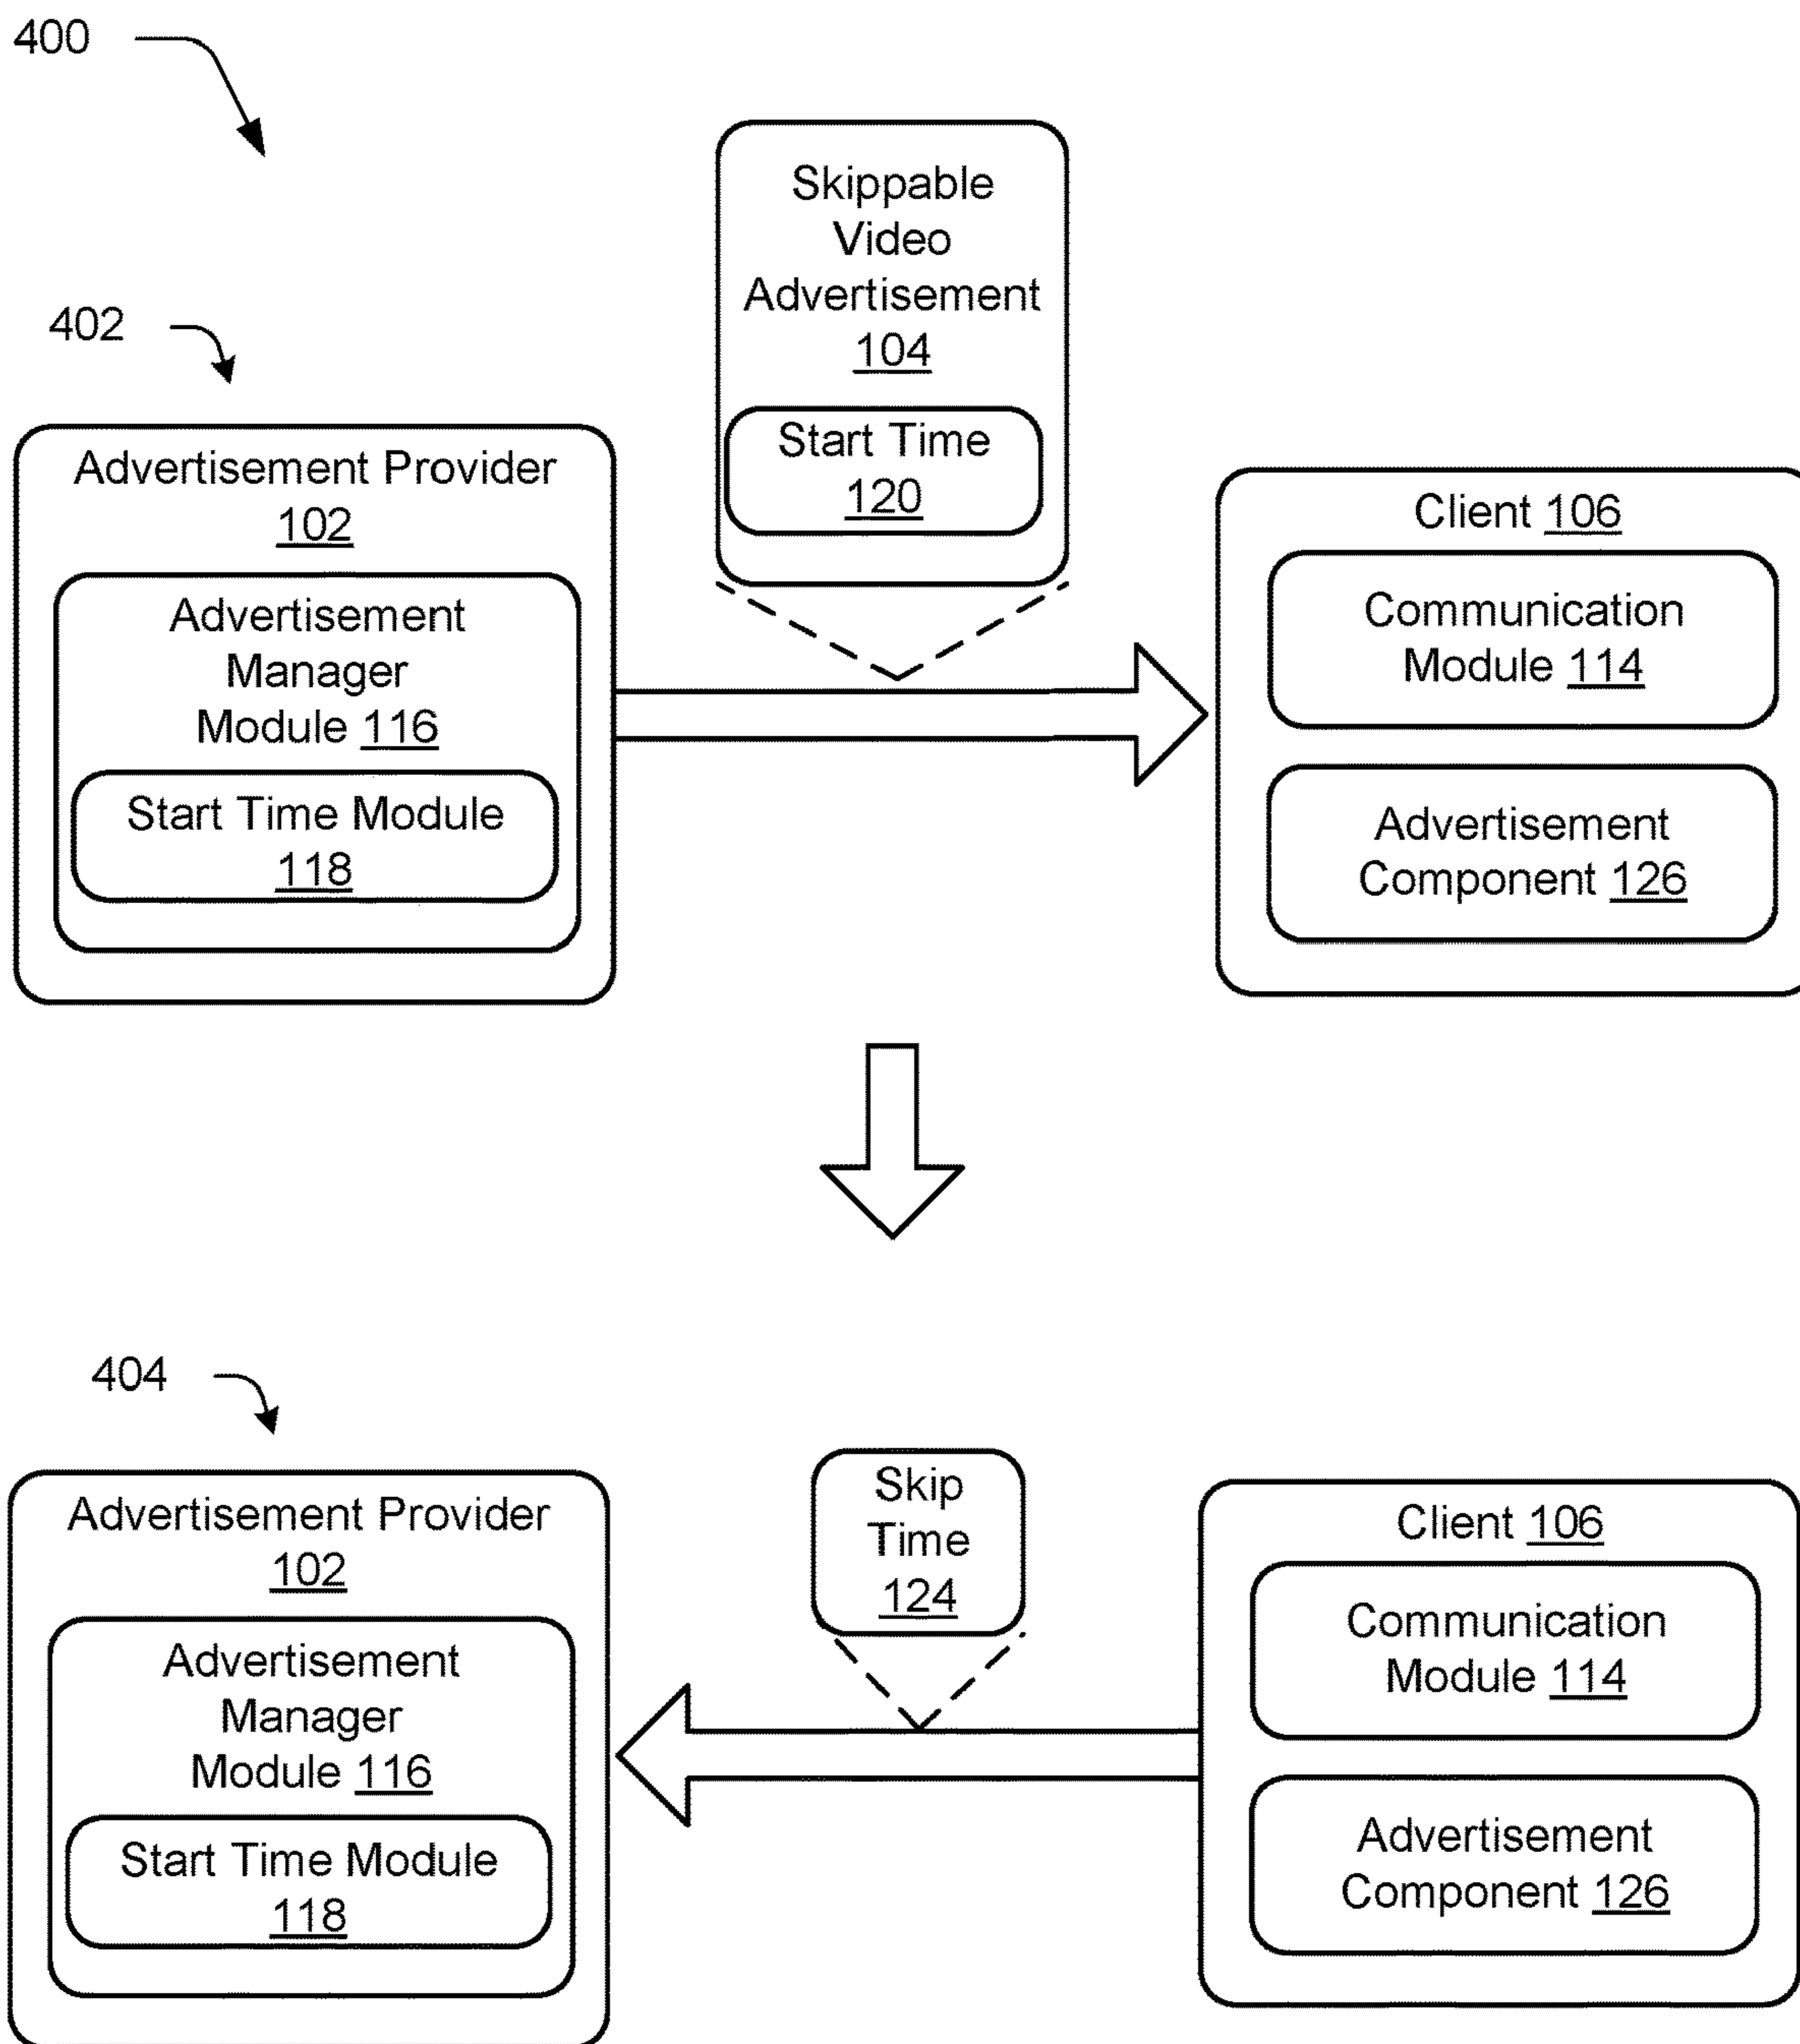 400
Skippable
Video
Advertisement
104
Start Time
120
402
Advertisement Provider
102
Advertisement
Manager
Module 116
Start Time Module
118
Client 106
Communication
Module 114
Advertisement
Component 126
404
Advertisement Provider
102
Advertisement
Manager
Module 116
Start Time Module
118
Skip
Time
124
Client 106
Communication
Module 114
Advertisement
Component 126